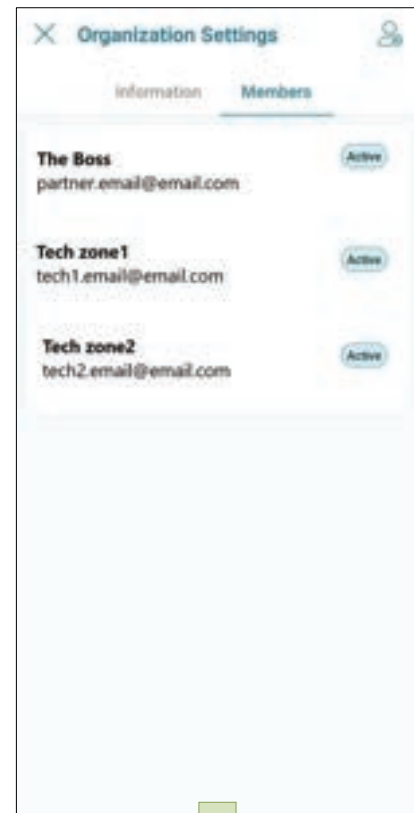 Organization Settings
Information Members
The Boss Active
partner.email@email.com
Tech zone1 Active
tech1.email@email.com
Tech zone2 Active
tech2.email@email.com